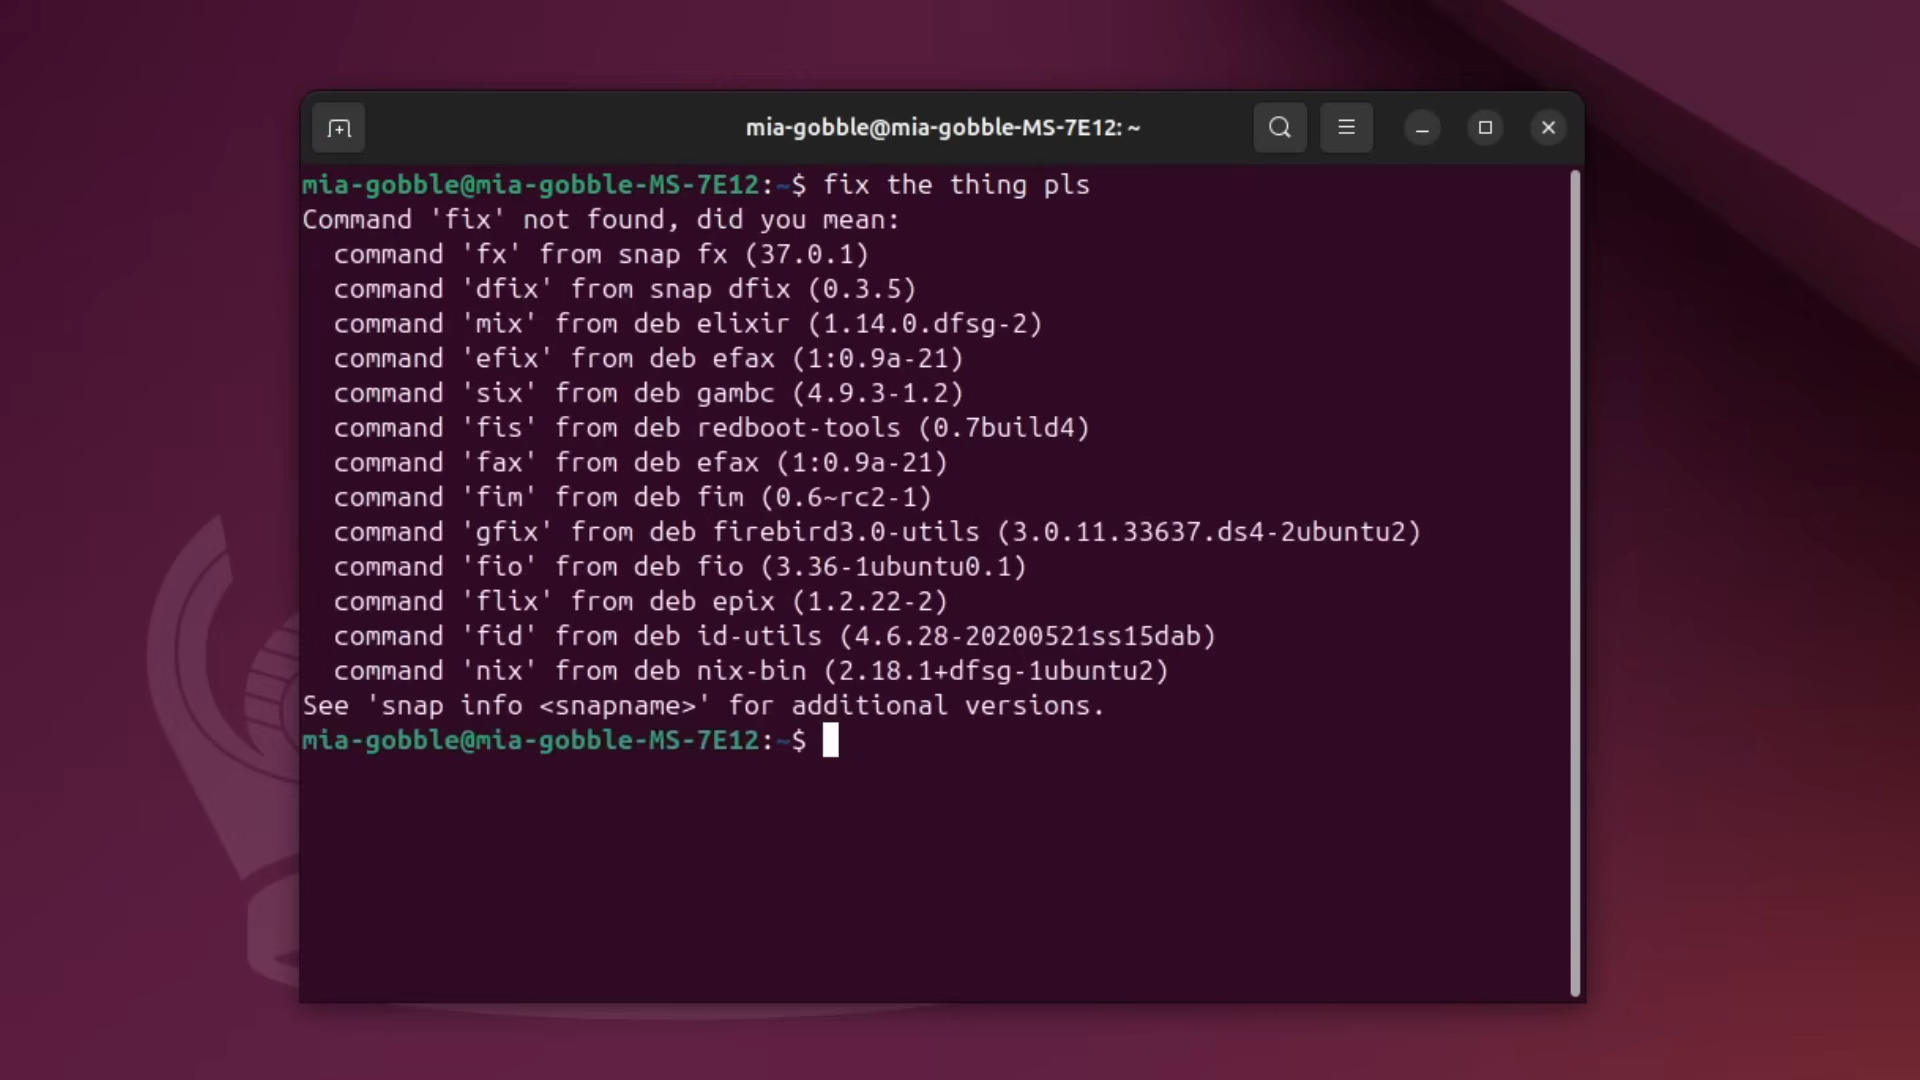 mia-gobble@mia-gobble-MS-7E12: ~
mia-gobble@mia-gobble-MS-7E12:~$ fix the thing pls
Command 'fix' not found, did you mean:
  command 'fx' from snap fx (37.0.1)
  command 'dfix' from snap dfix (0.3.5)
  command 'mix' from deb elixir (1.14.0.dfsg-2)
  command 'efix' from deb efax (1:0.9a-21)
  command 'six' from deb gambc (4.9.3-1.2)
  command 'fis' from deb redboot-tools (0.7build4)
  command 'fax' from deb efax (1:0.9a-21)
  command 'fim' from deb fim (0.6~rc2-1)
  command 'gfix' from deb firebird3.0-utils (3.0.11.33637.ds4-2ubuntu2)
  command 'fio' from deb fio (3.36-1ubuntu0.1)
  command 'flix' from deb epix (1.2.22-2)
  command 'fid' from deb id-utils (4.6.28-20200521ss15dab)
  command 'nix' from deb nix-bin (2.18.1+dfsg-1ubuntu2)
See 'snap info <snapname>' for additional versions.
mia-gobble@mia-gobble-MS-7E12:~$